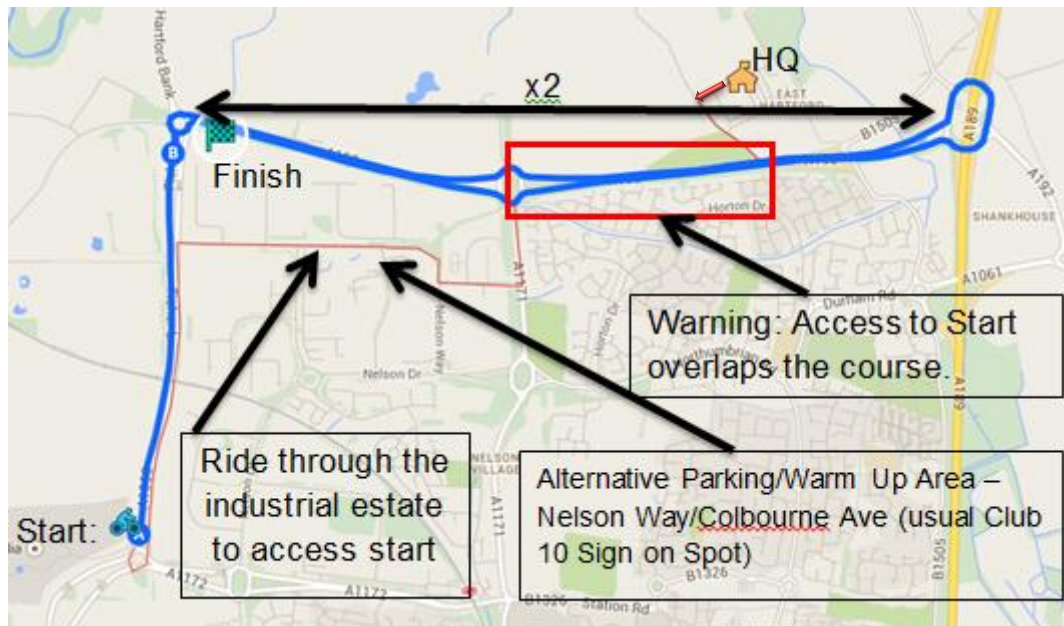 Hartford Bank
x2
HQ
EAST
HARTFORD
B1505
A189
A192
SHANKHOUSE
B
Finish
Horton Dr
A1061
A1171
Durham Rd
Warning: Access to Start
overlaps the course.
Horton Dr
Nelson Way
Nelson Dr
A189
Ride through the
industrial estate
to access start
NELSON
VILLAGE
A1171
Alternative Parking/Warm Up Area –
Nelson Way/Colbourne Ave (usual Club
10 Sign on Spot)
Start:
A
A1172
A1172
B1326
Station Rd
B1326
B1505